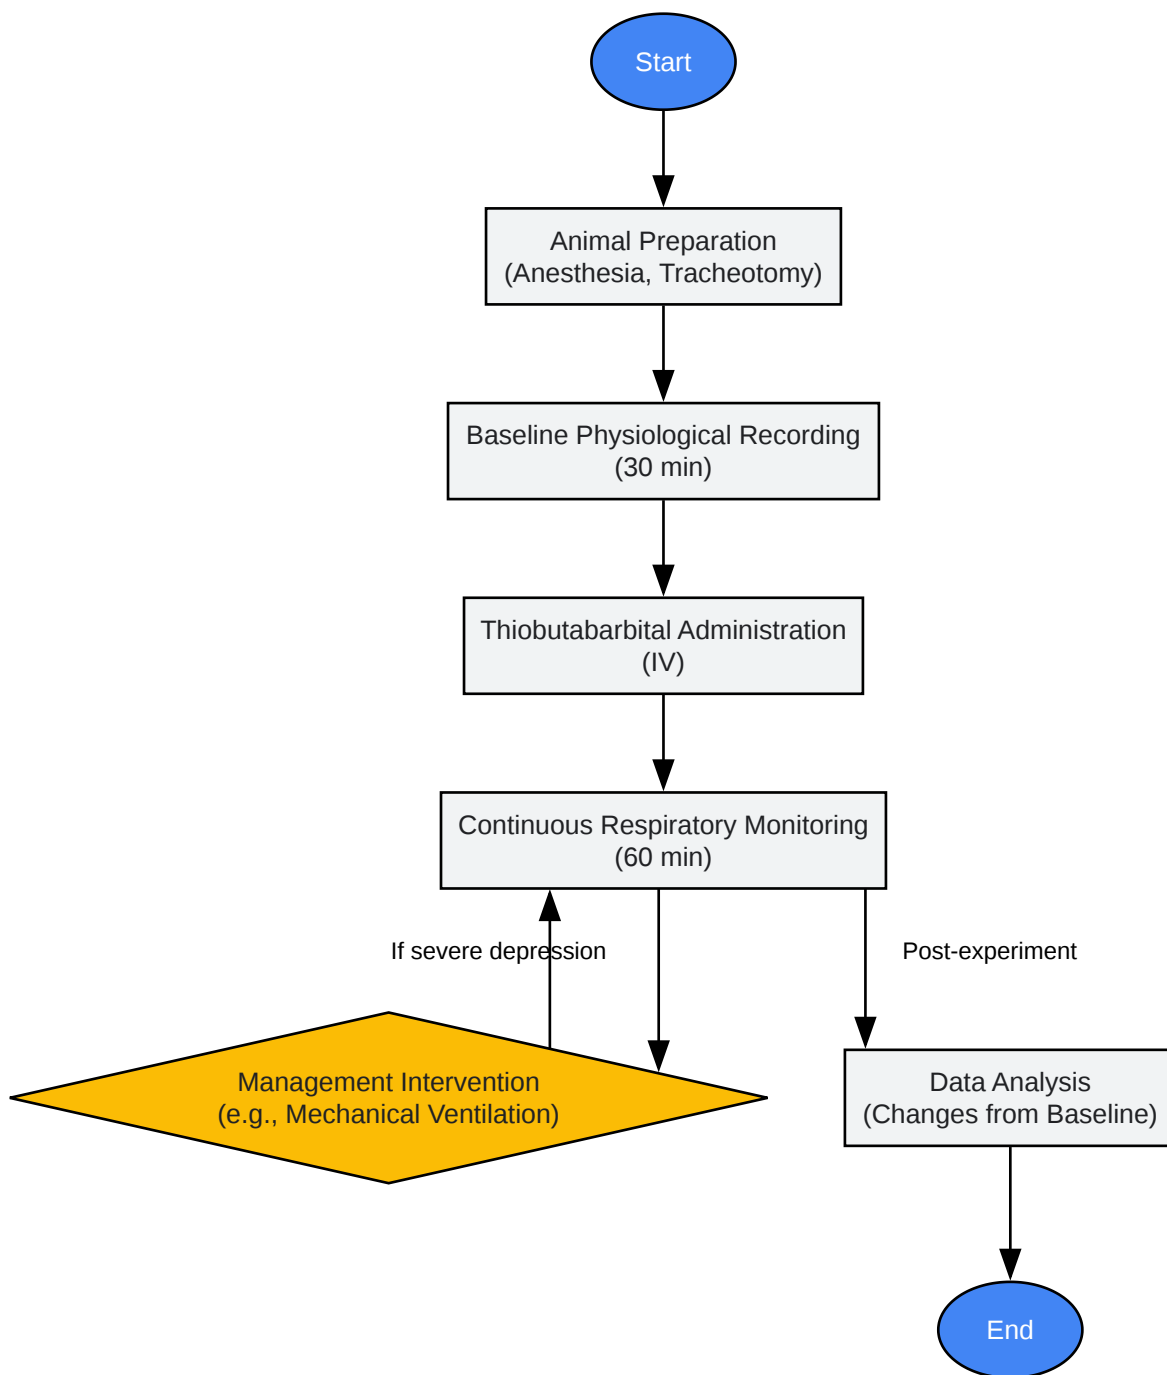 Start
Animal Preparation
(Anesthesia, Tracheotomy)
Baseline Physiological Recording
(30 min)
Thiobutabarbital Administration
(IV)
Continuous Respiratory Monitoring
(60 min)
If severe depression
Post-experiment
Management Intervention
(e.g., Mechanical Ventilation)
Data Analysis
(Changes from Baseline)
End